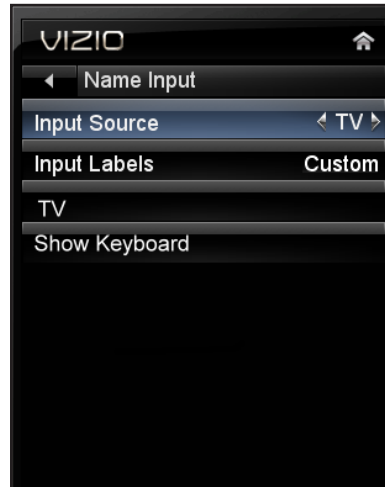 VIZIO
Name Input
Input Source TV
Input Labels Custom
TV
Show Keyboard